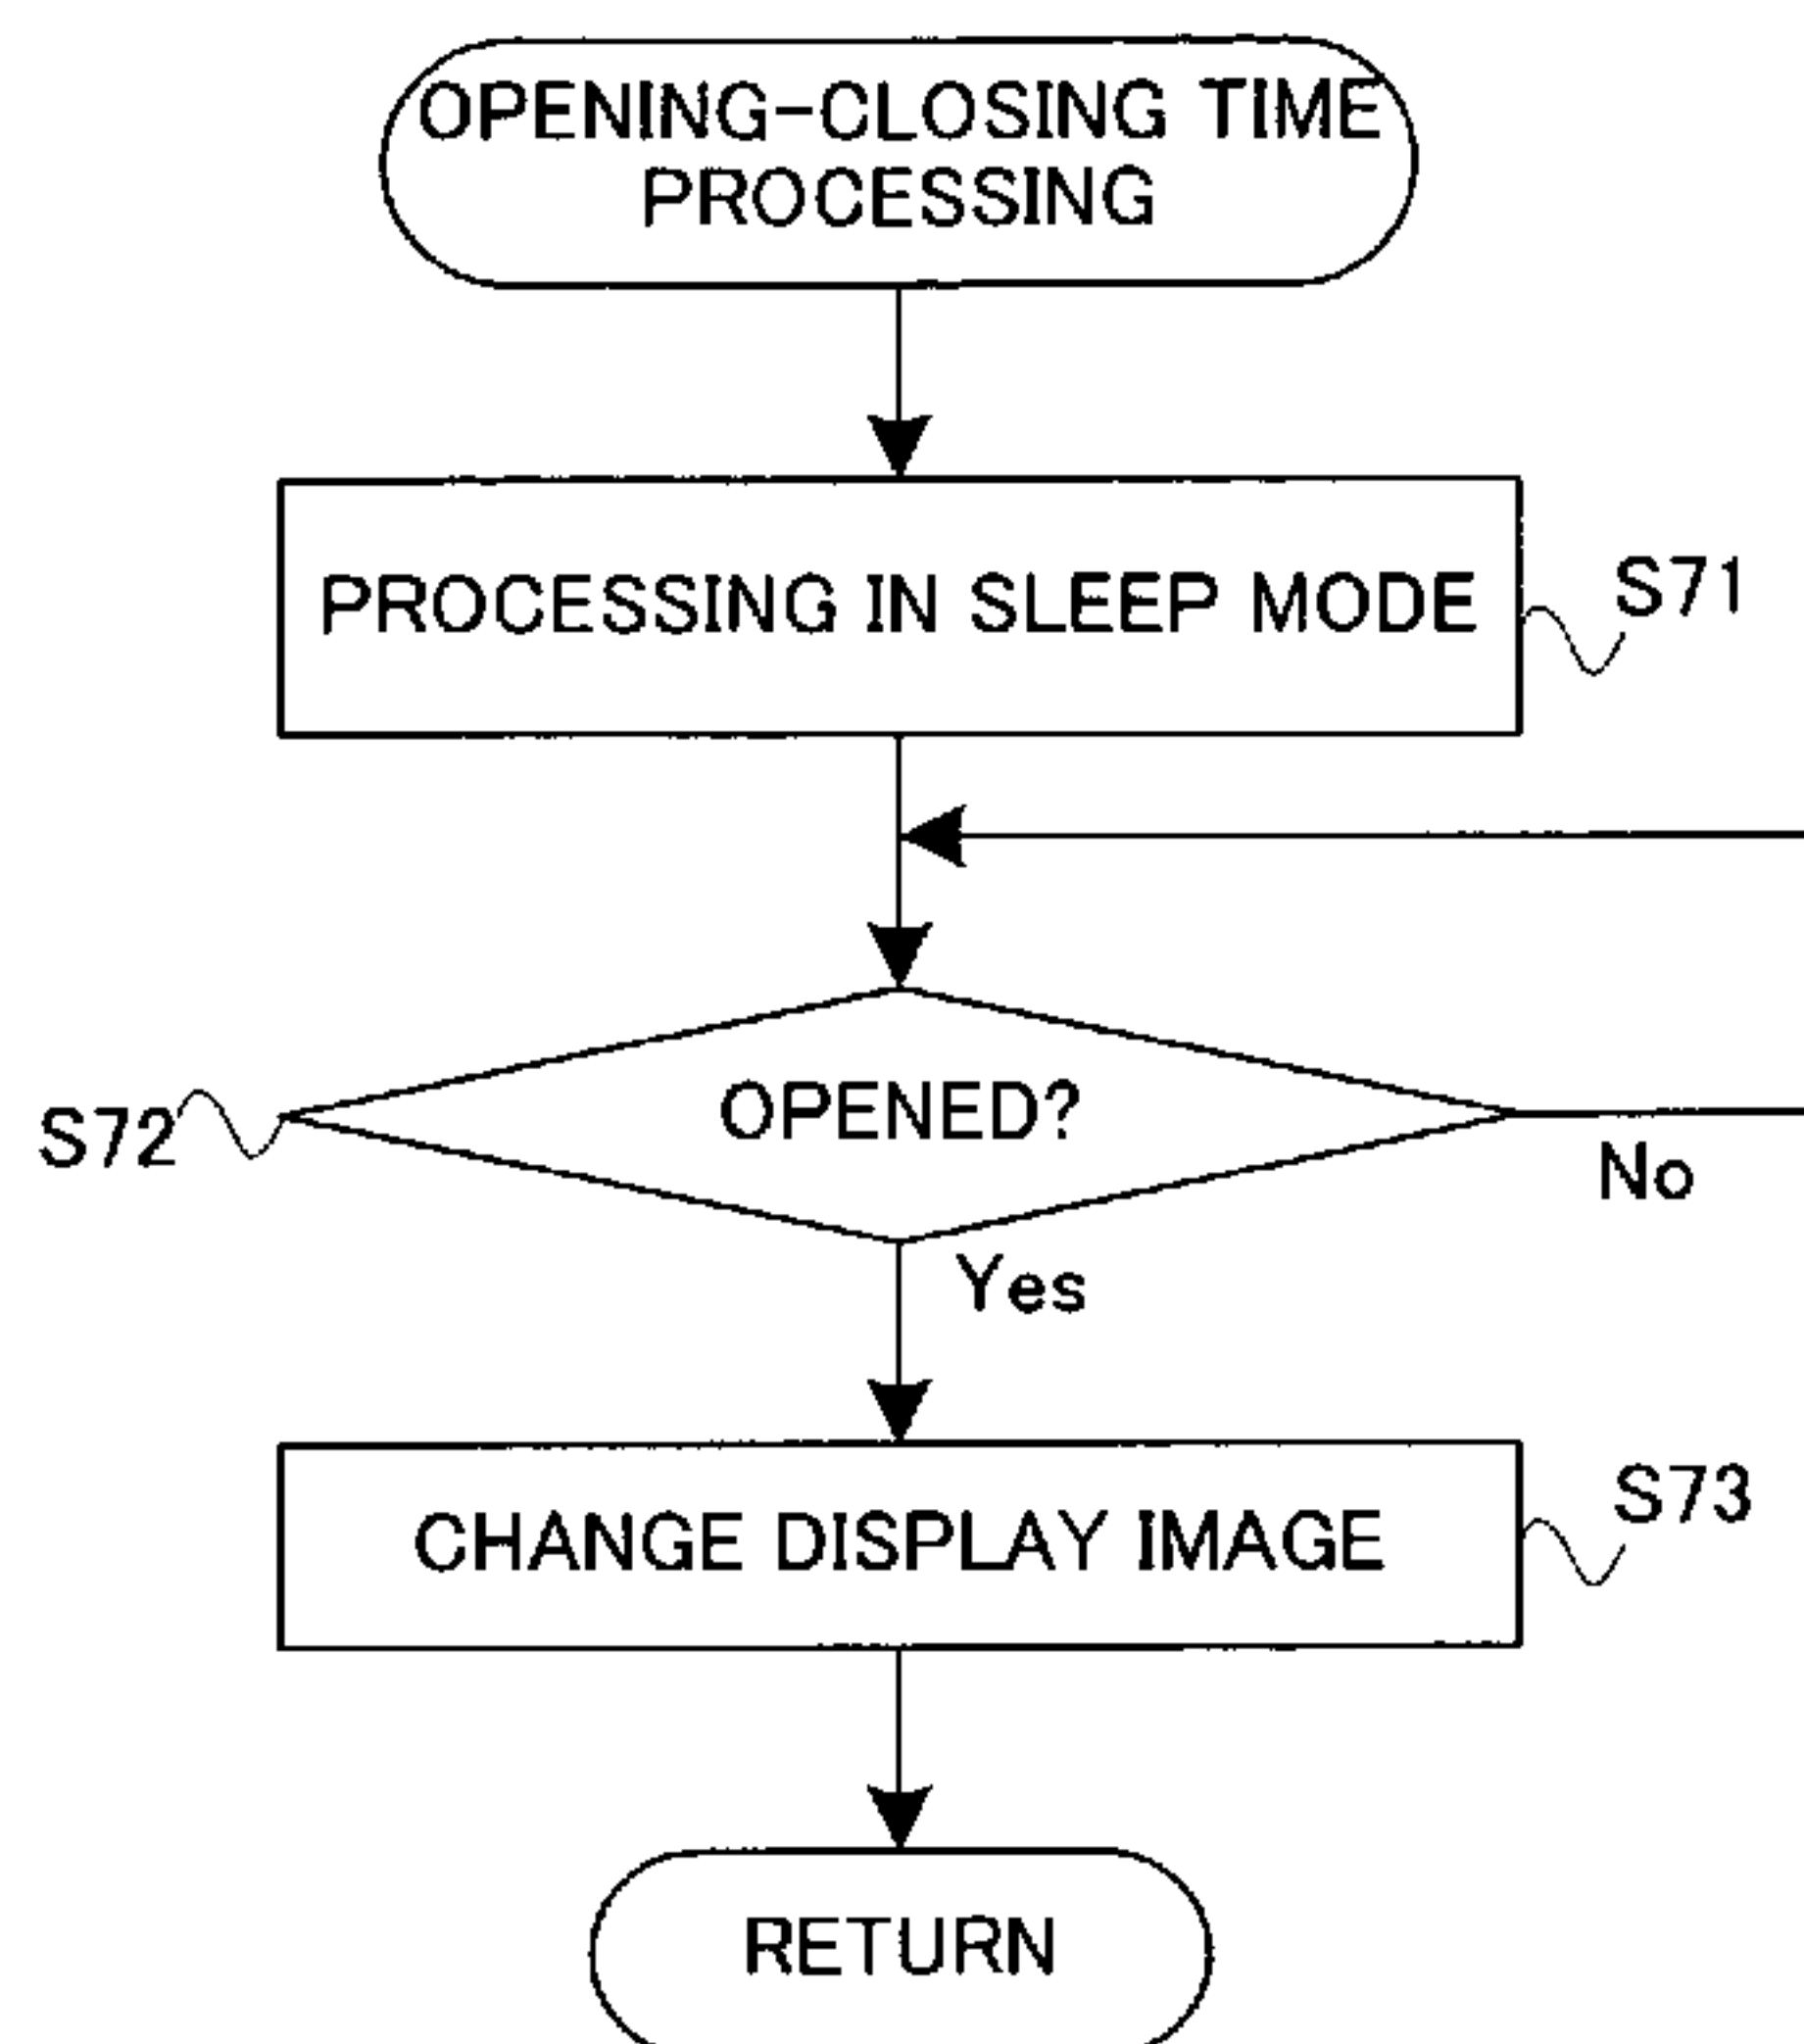 OPENING-CLOSING TIME
PROCESSING
PROCESSING IN SLEEP MODE
S71
OPENED?
S72
No
Yes
CHANGE DISPLAY IMAGE
S73
RETURN